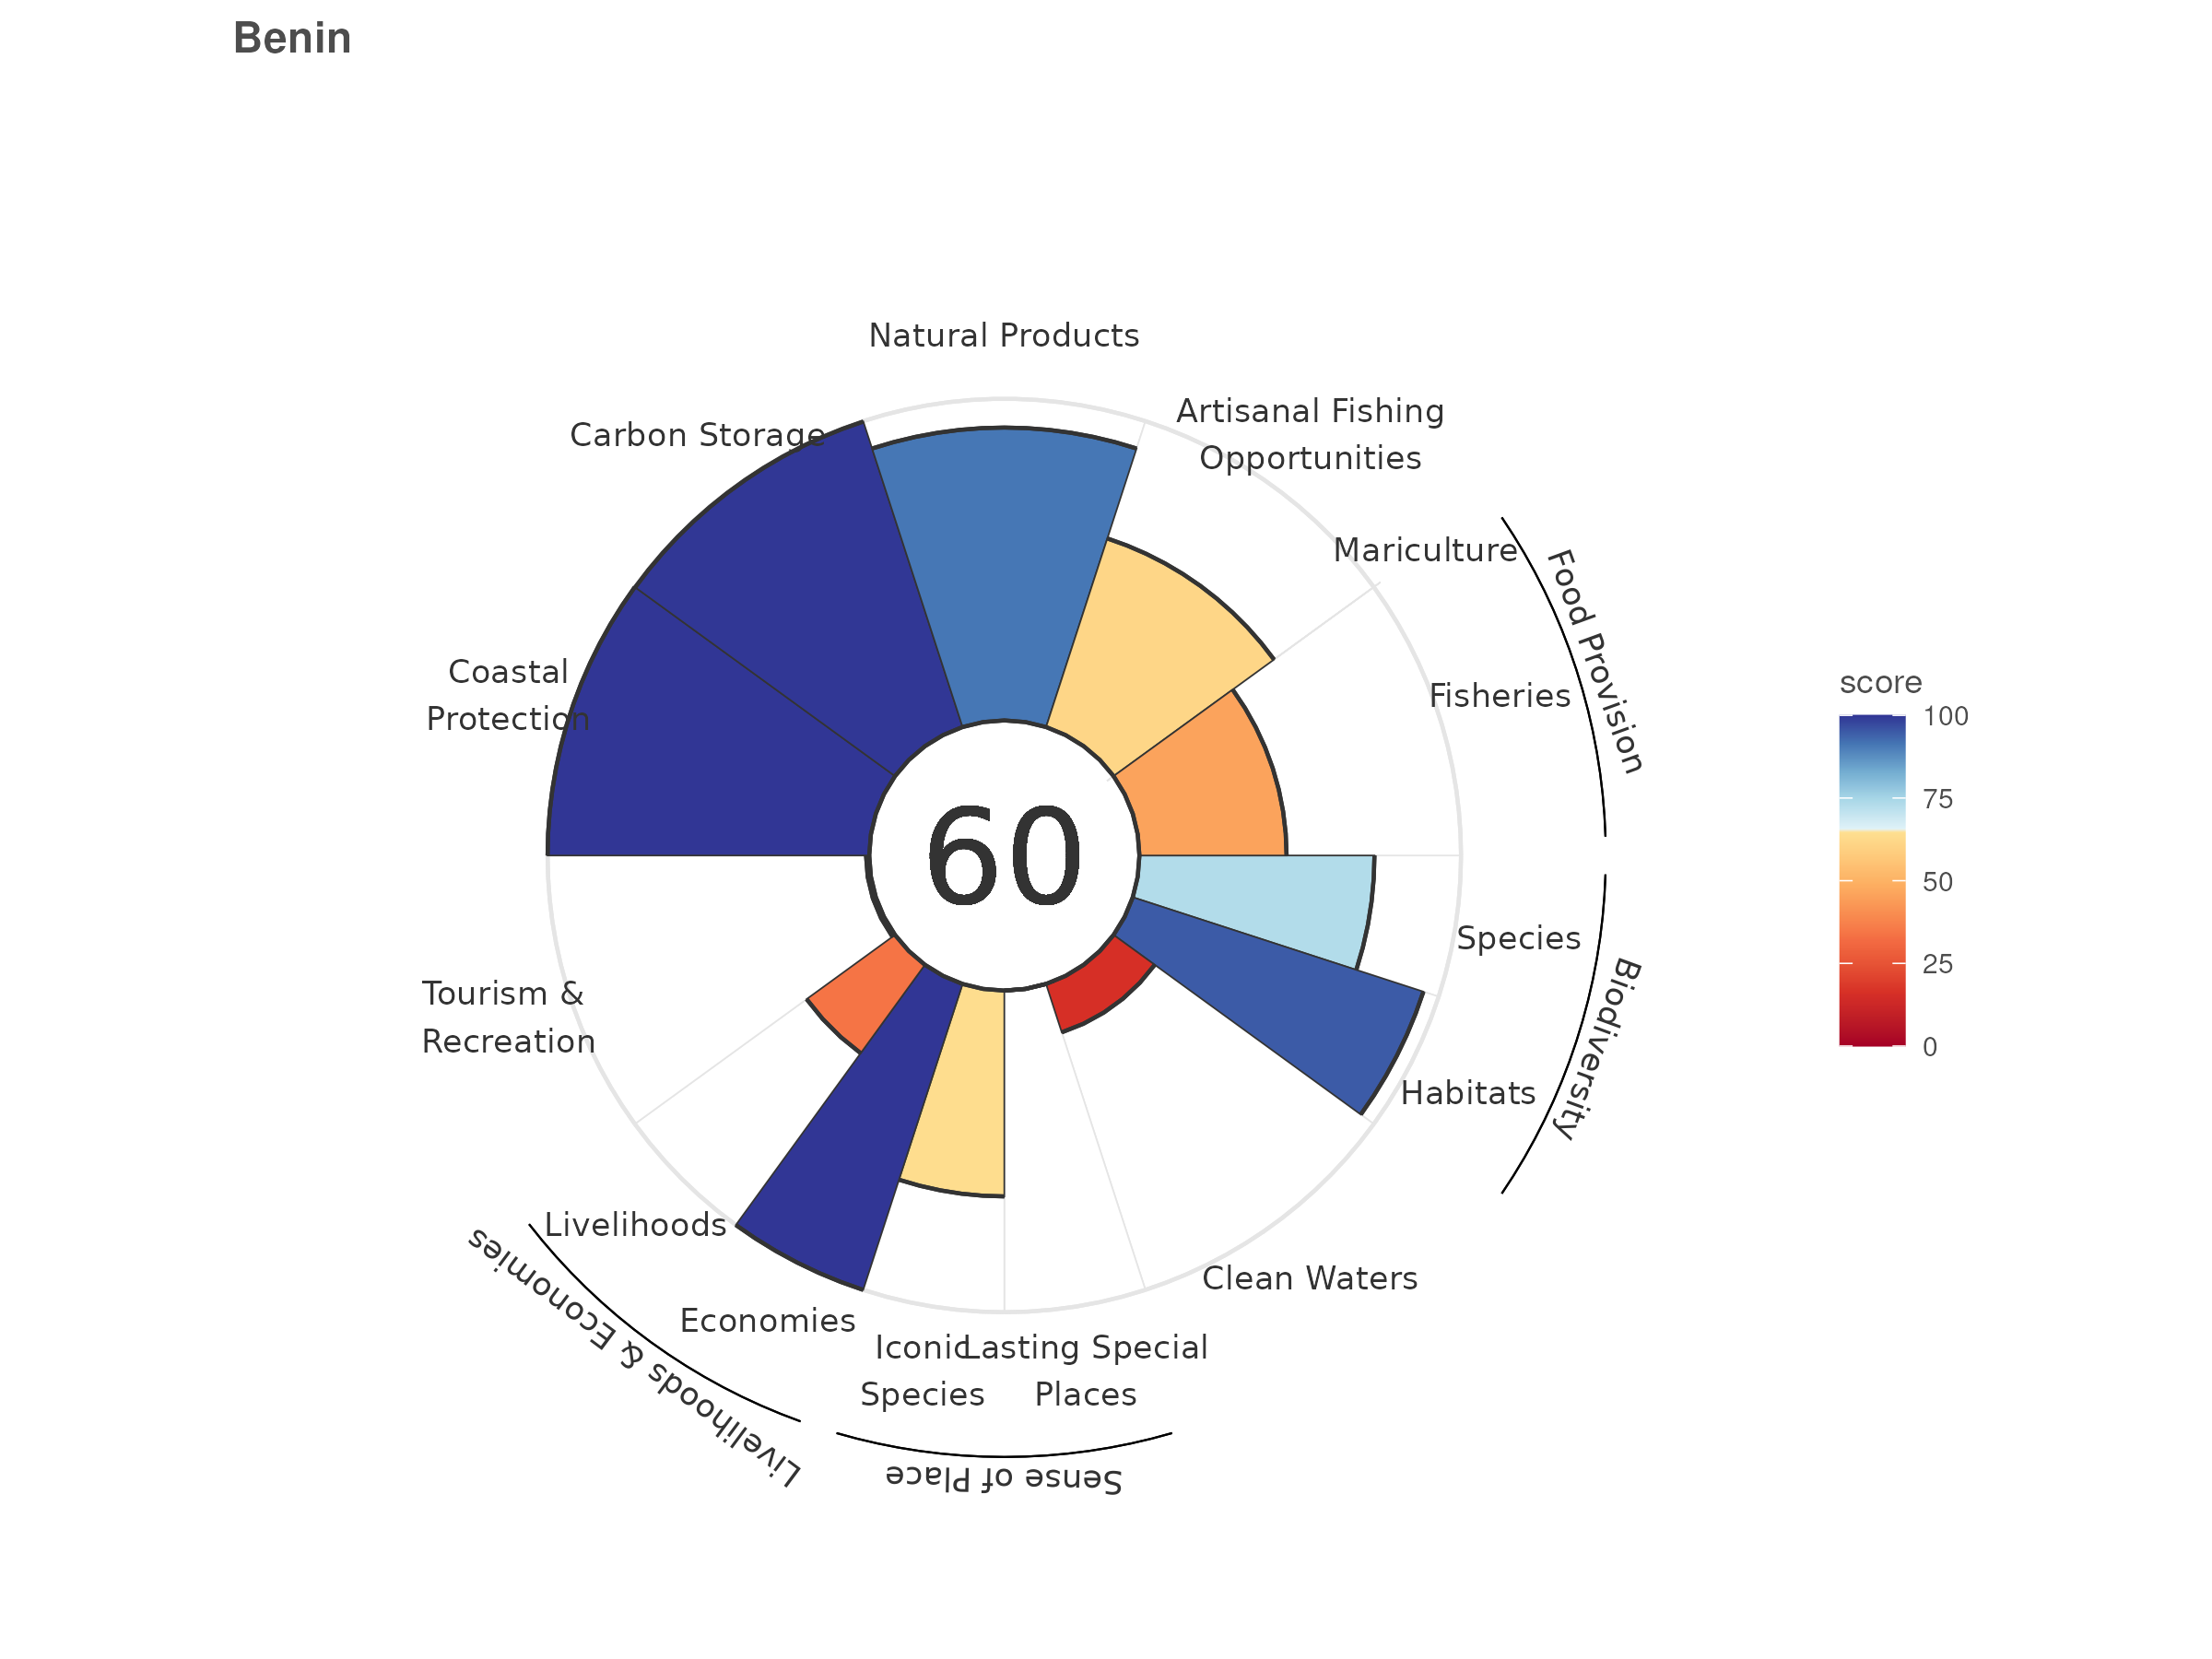 Benin
Natural Products
Artisanal Fishing
Opportunities
Carbon Storage
Mariculture
Food Provision
Fisheries
Coastal
Protection
score
100
75
50
25
0
60
Species
Biodiversity
Habitats
Tourism &
Recreation
Livelihoods
Livelihoods & Economies
Economies
Clean Waters
Iconic
Species
Lasting Special
Places
Sense of Place